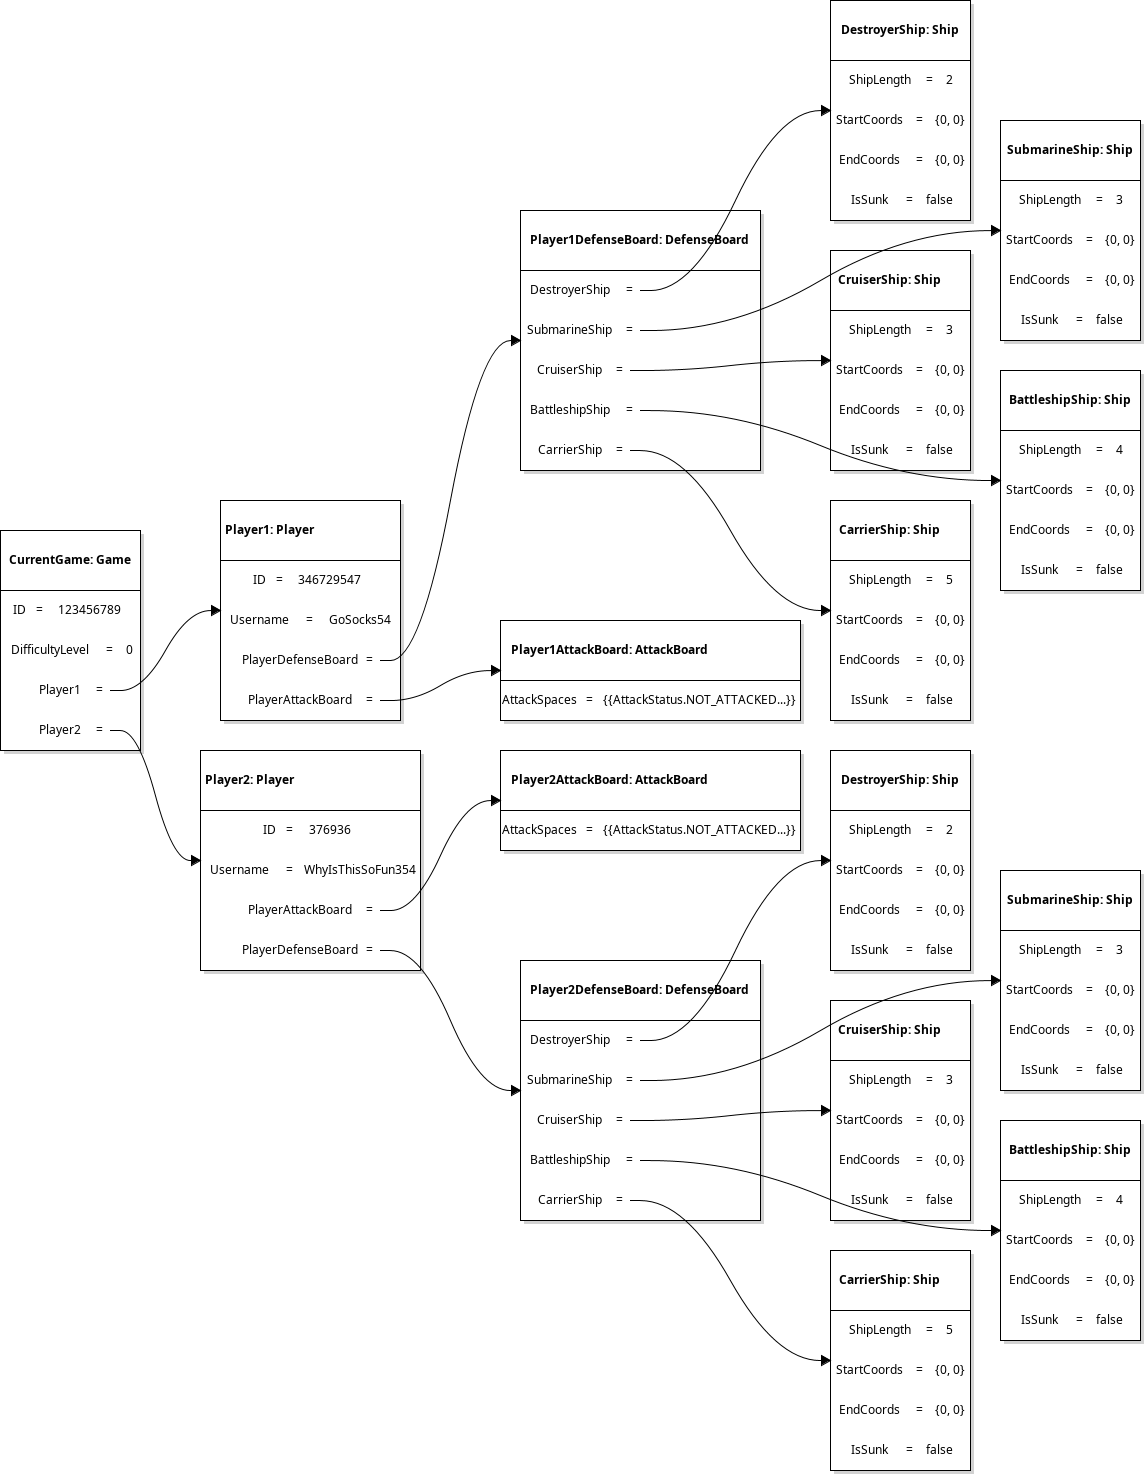 CurrentGame: Game
ID = 123456789
DifficultyLevel = 0
Player1 =
Player2 =
Player1: Player
ID = 346729547
Username = GoSocks54
PlayerDefenseBoard =
PlayerAttackBoard =
Player2: Player
ID = 376936
Username = WhyIsThisSoFun354
PlayerAttackBoard =
PlayerDefenseBoard =
Player1DefenseBoard: DefenseBoard
DestroyerShip =
SubmarineShip =
CruiserShip =
BattleshipShip =
CarrierShip =
Player1AttackBoard: AttackBoard
AttackSpaces = {{AttackStatus.NOT_ATTACKED...}}
Player2AttackBoard: AttackBoard
AttackSpaces = {{AttackStatus.NOT_ATTACKED...}}
Player2DefenseBoard: DefenseBoard
DestroyerShip =
SubmarineShip =
CruiserShip =
BattleshipShip =
CarrierShip =
DestroyerShip: Ship
ShipLength = 2
StartCoords = {0, 0}
EndCoords = {0, 0}
IsSunk = false
SubmarineShip: Ship
ShipLength = 3
StartCoords = {0, 0}
EndCoords = {0, 0}
IsSunk = false
CruiserShip: Ship
ShipLength = 3
StartCoords = {0, 0}
EndCoords = {0, 0}
IsSunk = false
BattleshipShip: Ship
ShipLength = 4
StartCoords = {0, 0}
EndCoords = {0, 0}
IsSunk = false
CarrierShip: Ship
ShipLength = 5
StartCoords = {0, 0}
EndCoords = {0, 0}
IsSunk = false
DestroyerShip: Ship
ShipLength = 2
StartCoords = {0, 0}
EndCoords = {0, 0}
IsSunk = false
SubmarineShip: Ship
ShipLength = 3
StartCoords = {0, 0}
EndCoords = {0, 0}
IsSunk = false
CruiserShip: Ship
ShipLength = 3
StartCoords = {0, 0}
EndCoords = {0, 0}
IsSunk = false
BattleshipShip: Ship
ShipLength = 4
StartCoords = {0, 0}
EndCoords = {0, 0}
IsSunk = false
CarrierShip: Ship
ShipLength = 5
StartCoords = {0, 0}
EndCoords = {0, 0}
IsSunk = false